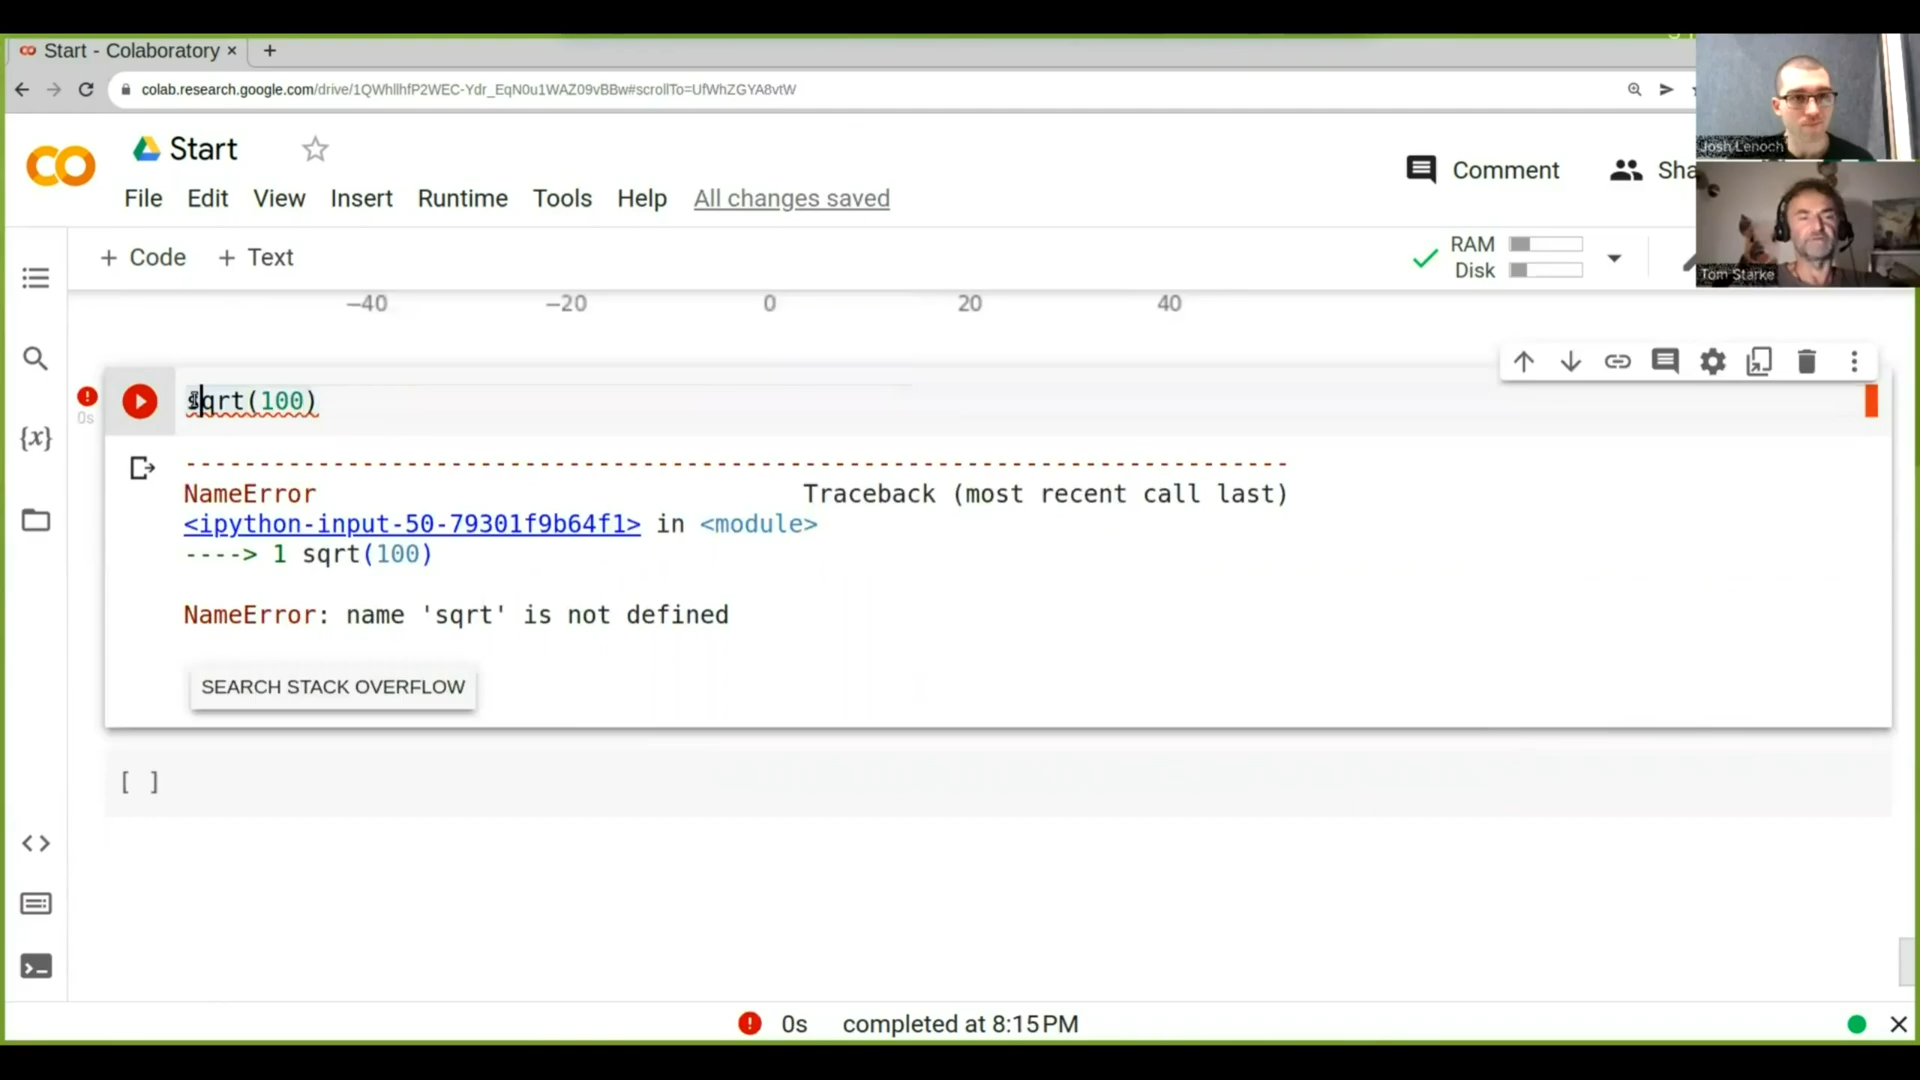 Start - Colaboratory × +
colab.research.google.com/drive/1QWhllhfP2WEC-Ydr_EqN0u1WAZ09vBBw#scrollTo=UfWhZGYA8vtW
Start
Comment
Sha
File Edit View Insert Runtime Tools Help All changes saved
Josh Lenoch
Tom Starke
+ Code + Text
RAM
Disk
−40 −20 0 20 40
sqrt(100)
0s
{x}
---------------------------------------------------------------------------
NameError Traceback (most recent call last)
<ipython-input-50-79301f9b64f1> in <module>
----> 1 sqrt(100)
NameError: name 'sqrt' is not defined
SEARCH STACK OVERFLOW
[ ]
0s completed at 8:15 PM